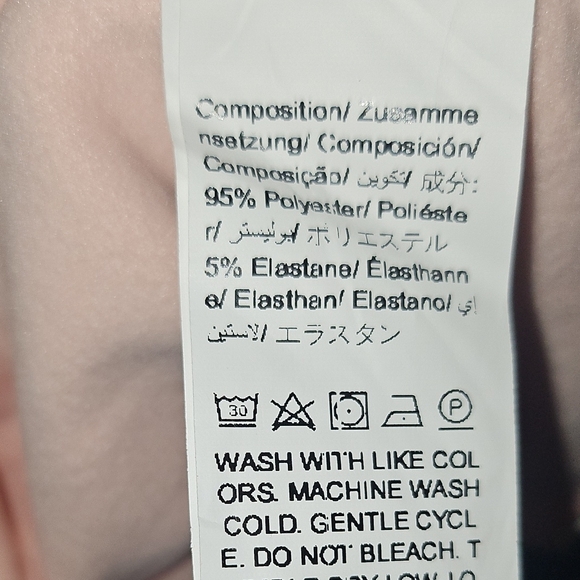 Composition/ Zusamme
nsetzung/ Composición/
Composição/ تكوين/ 成分:
95% Polyester/ Poliéste
r/ بوليستر/ ポリエステル
5% Elastane/ Élasthann
e/ Elasthan/ Elastano/ إي
لاستين/ エラスタン
30 P
WASH WITH LIKE COL
ORS. MACHINE WASH
COLD. GENTLE CYCL
E. DO NOT BLEACH. T